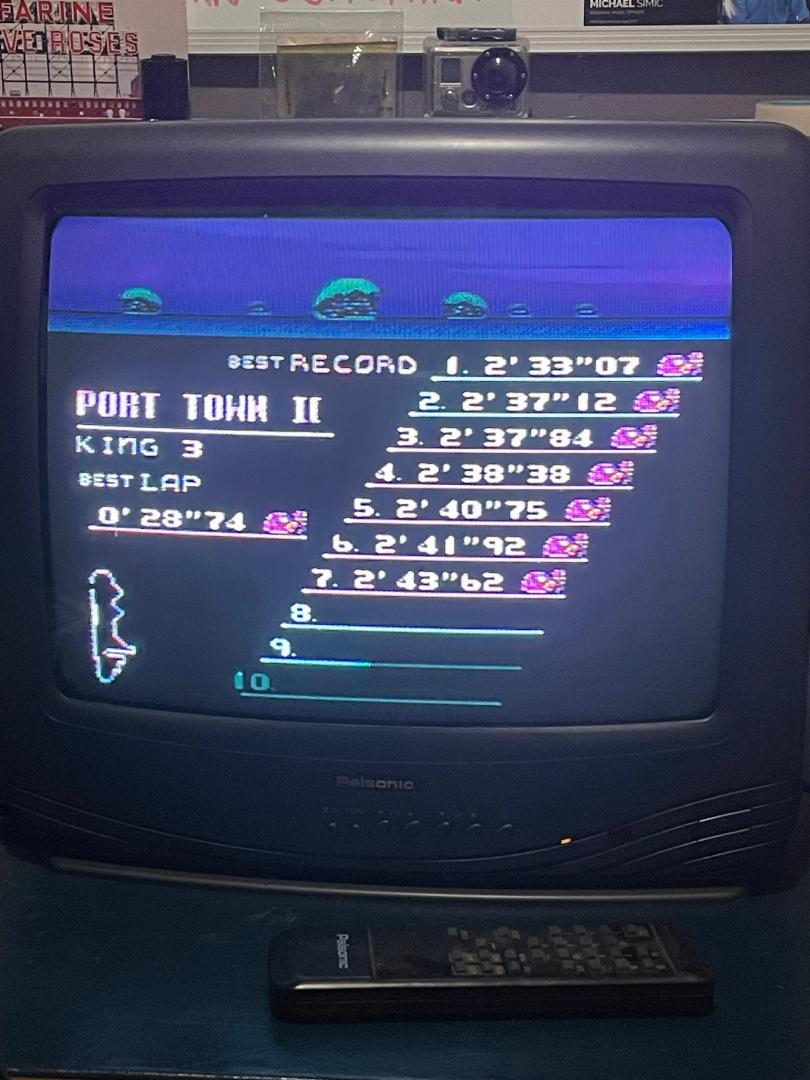 FARINE
VE ROSES
MICHAEL SIMIC
BEST RECORD
1. 2'33"07
PORT TOWN II
2. 2'37"12
KING 3
3. 2'37"84
BEST LAP
4. 2'38"38
0'28"74
5. 2'40"75
6. 2'41"92
7. 2'43"62
8.
9.
10.
Palsonic
Palsonic